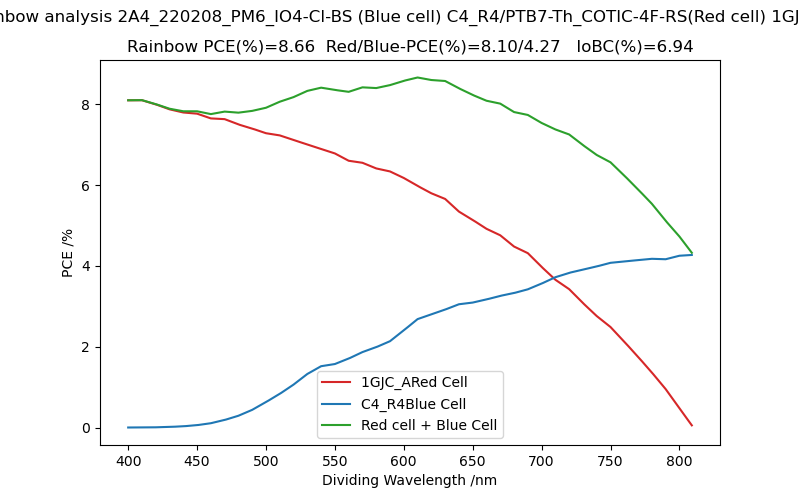 nbow analysis 2A4_220208_PM6_IO4-Cl-BS (Blue cell) C4_R4/PTB7-Th_COTIC-4F-RS(Red cell) 1GJ
Rainbow PCE(%)=8.66 Red/Blue-PCE(%)=8.10/4.27 IoBC(%)=6.94
PCE /%
8
6
4
2
0
1GJC_ARed Cell
C4_R4Blue Cell
Red cell + Blue Cell
400 450 500 550 600 650 700 750 800
Dividing Wavelength /nm